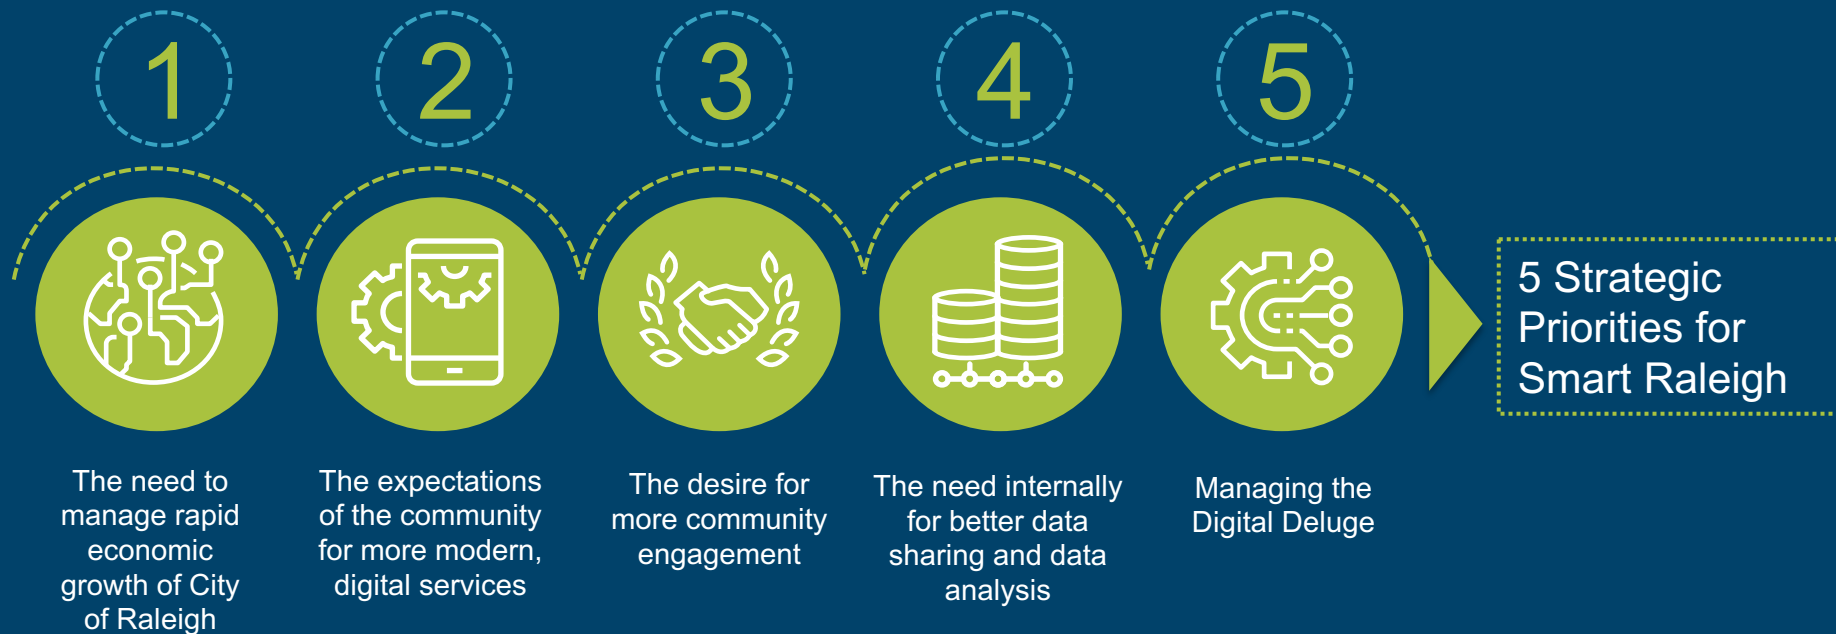 1
2
3
4
5
The need to
manage rapid
economic
growth of City
of Raleigh
The expectations
of the community
for more modern,
digital services
The desire for
more community
engagement
The need internally
for better data
sharing and data
analysis
Managing the
Digital Deluge
5 Strategic
Priorities for
Smart Raleigh